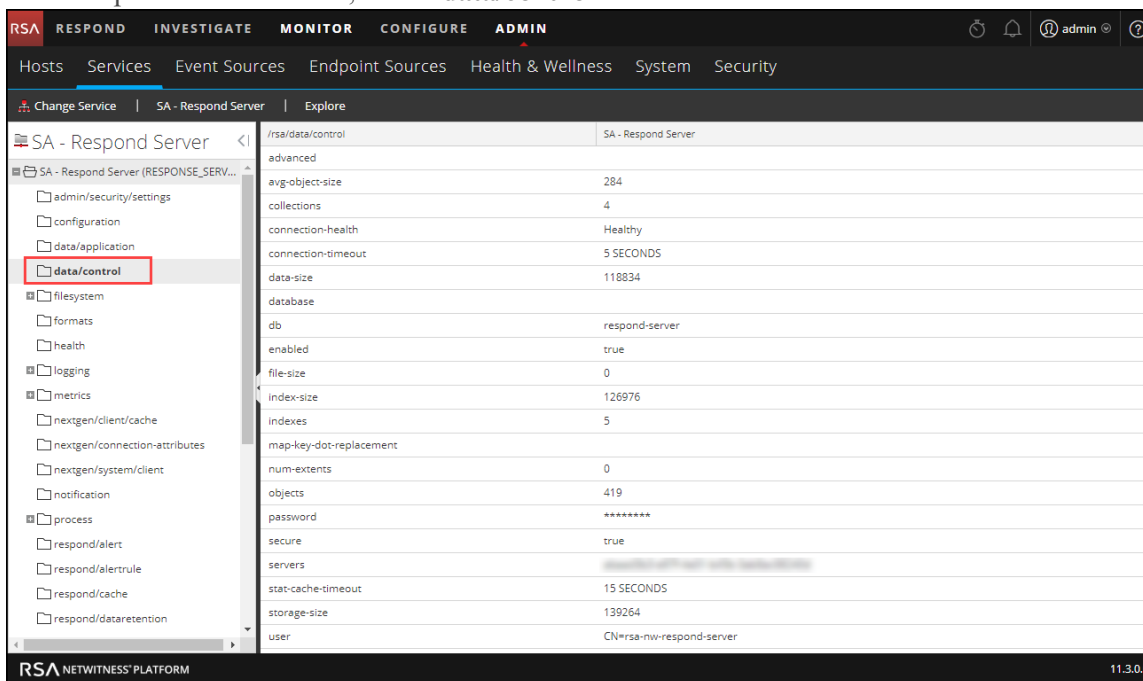 RSA RESPOND INVESTIGATE MONITOR CONFIGURE ADMIN admin
Hosts Services Event Sources Endpoint Sources Health & Wellness System Security
Change Service | SA - Respond Server | Explore
SA - Respond Server
SA - Respond Server (RESPONSE_SERV...
admin/security/settings
configuration
data/application
data/control
filesystem
formats
health
logging
metrics
nextgen/client/cache
nextgen/connection-attributes
nextgen/system/client
notification
process
respond/alert
respond/alertrule
respond/cache
respond/dataretention
/rsa/data/control SA - Respond Server
advanced
avg-object-size 284
collections 4
connection-health Healthy
connection-timeout 5 SECONDS
data-size 118834
database
db respond-server
enabled true
file-size 0
index-size 126976
indexes 5
map-key-dot-replacement
num-extents 0
objects 419
password ********
secure true
servers
stat-cache-timeout 15 SECONDS
storage-size 139264
user CN=rsa-nw-respond-server
RSA NETWITNESS® PLATFORM 11.3.0.